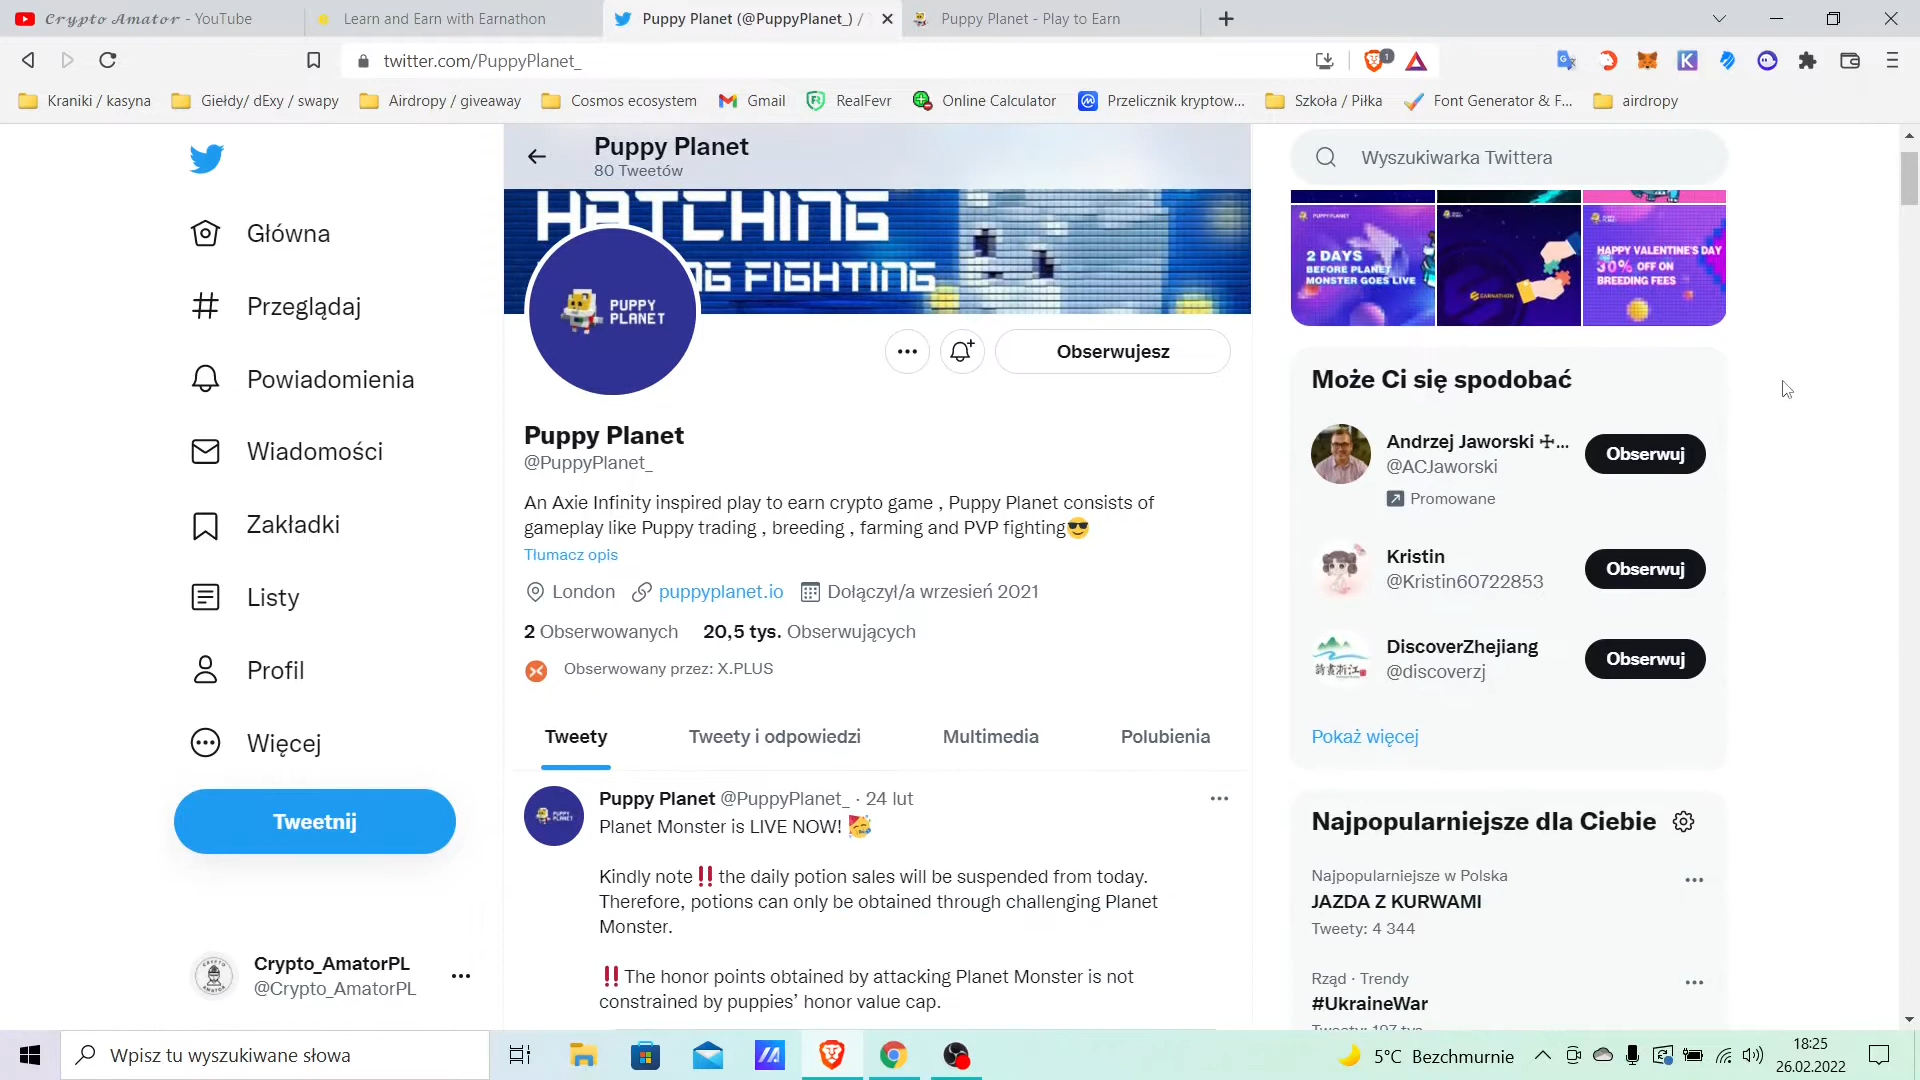 Crypto Amator - YouTube
Learn and Earn with Earnathon
Puppy Planet (@PuppyPlanet_) /
Puppy Planet - Play to Earn
twitter.com/PuppyPlanet_
1
Kraniki / kasyna
Giełdy/ dExy / swapy
Airdropy / giveaway
Cosmos ecosystem
Gmail
RealFevr
Online Calculator
Przelicznik kryptow...
Szkoła / Piłka
Font Generator & F...
airdropy
Główna
Przeglądaj
Powiadomienia
Wiadomości
Zakładki
Listy
Profil
Więcej
Tweetnij
Crypto_AmatorPL
@Crypto_AmatorPL
Puppy Planet
80 Tweetów
HATCHING
FIGHTING
PUPPY
PLANET
Obserwujesz
Puppy Planet
@PuppyPlanet_
An Axie Infinity inspired play to earn crypto game , Puppy Planet consists of
gameplay like Puppy trading , breeding , farming and PVP fighting😎
Tłumacz opis
London puppyplanet.io Dołączył/a wrzesień 2021
2 Obserwowanych 20,5 tys. Obserwujących
Obserwowany przez: X.PLUS
Tweety
Tweety i odpowiedzi
Multimedia
Polubienia
Puppy Planet @PuppyPlanet_ · 24 lut
Planet Monster is LIVE NOW! 🥳
Kindly note‼️the daily potion sales will be suspended from today.
Therefore, potions can only be obtained through challenging Planet
Monster.
‼️The honor points obtained by attacking Planet Monster is not
constrained by puppies’ honor value cap.
Wyszukiwarka Twittera
PUPPY PLANET
2 DAYS
BEFORE PLANET
MONSTER GOES LIVE
EARNATHON
HAPPY VALENTINE'S DAY
30% OFF ON
BREEDING FEES
Może Ci się spodobać
Andrzej Jaworski ☩...
@ACJaworski
Promowane
Obserwuj
Kristin
@Kristin60722853
Obserwuj
DiscoverZhejiang
@discoverzj
Obserwuj
Pokaż więcej
Najpopularniejsze dla Ciebie
Najpopularniejsze w Polska
JAZDA Z KURWAMI
Tweety: 4 344
Rząd · Trendy
#UkraineWar
Wpisz tu wyszukiwane słowa
5°C Bezchmurnie
18:25
26.02.2022